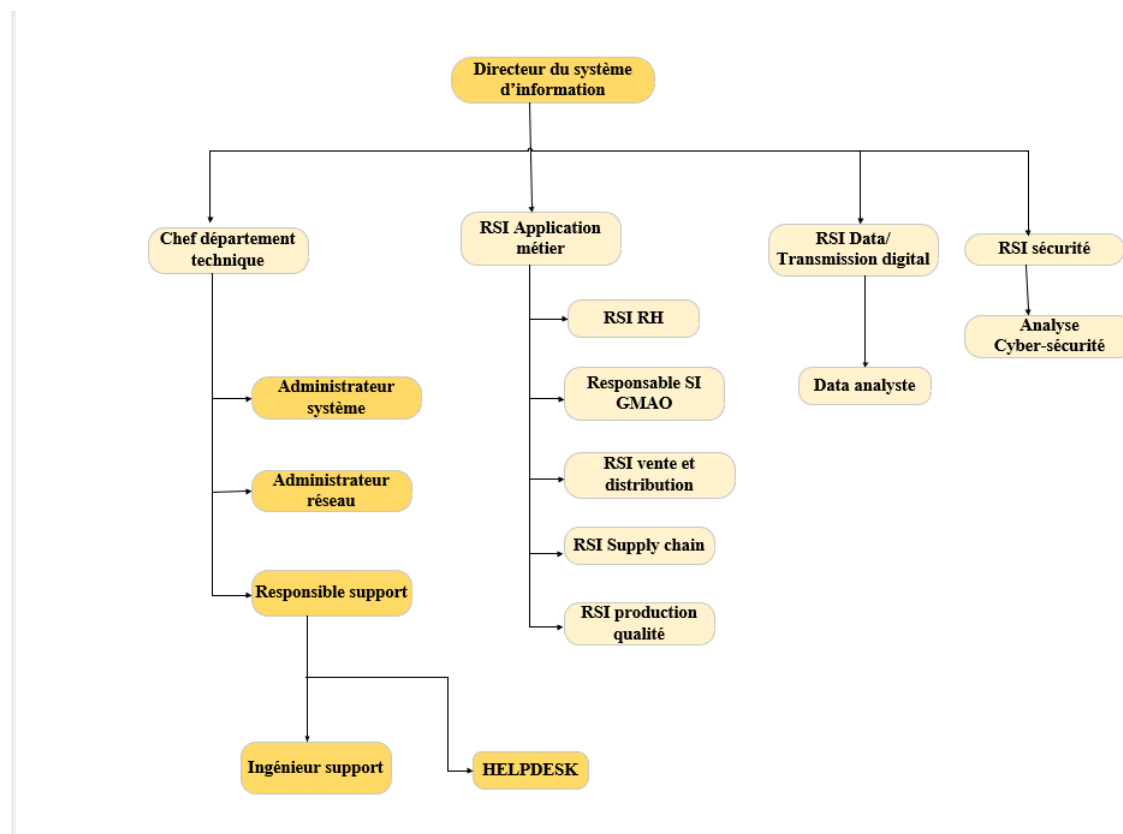 Directeur du système
d'information
Chef département
technique
RSI Application
métier
RSI Data/
Transmission digital
RSI sécurité
RSI RH
Analyse
Cyber-sécurité
Administrateur
système
Responsable SI
GMAO
Data analyste
Administrateur
réseau
RSI vente et
distribution
RSI Supply chain
Responsible support
RSI production
qualité
Ingénieur support
HELPDESK